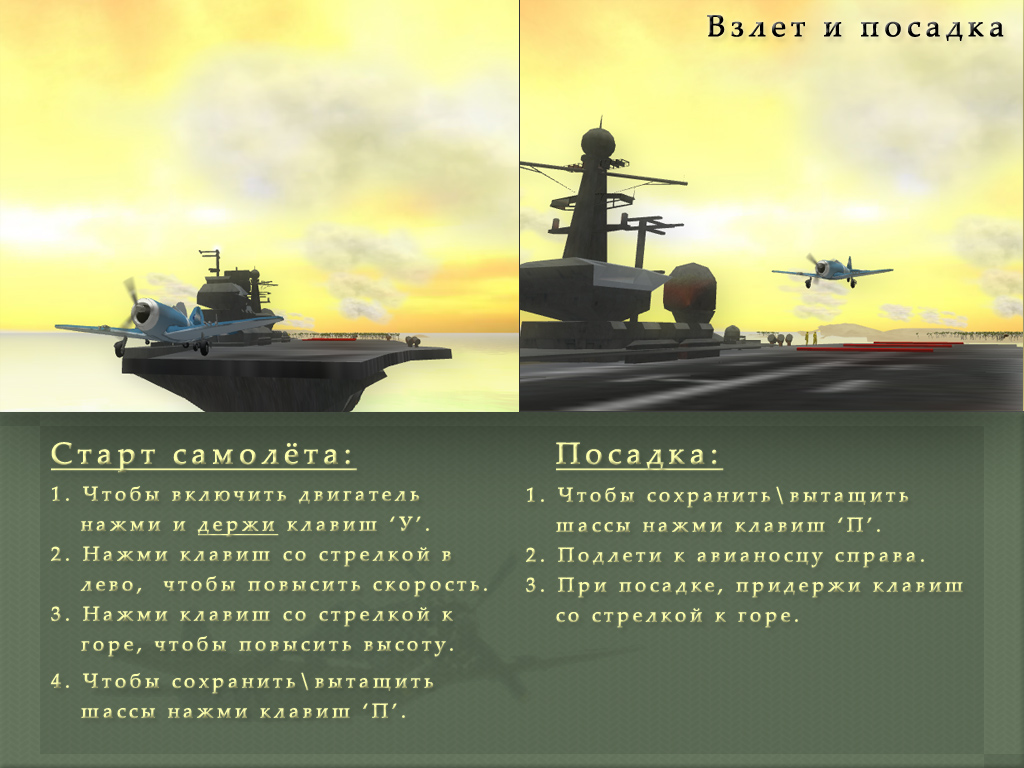 Взлет и посадка
Старт самолёта:
1. Чтобы включить двигатель
нажми и держи клавиш ‘У’.
2. Нажми клавиш со стрелкой в
лево, чтобы повысить скорость.
3. Нажми клавиш со стрелкой к
горе, чтобы повысить высоту.
4. Чтобы сохранить\вытащить
шассы нажми клавиш ‘П’.
Посадка:
1. Чтобы сохранить\вытащить
шассы нажми клавиш ‘П’.
2. Подлети к авианосцу справа.
3. При посадке, придержи клавиш
со стрелкой к горе.